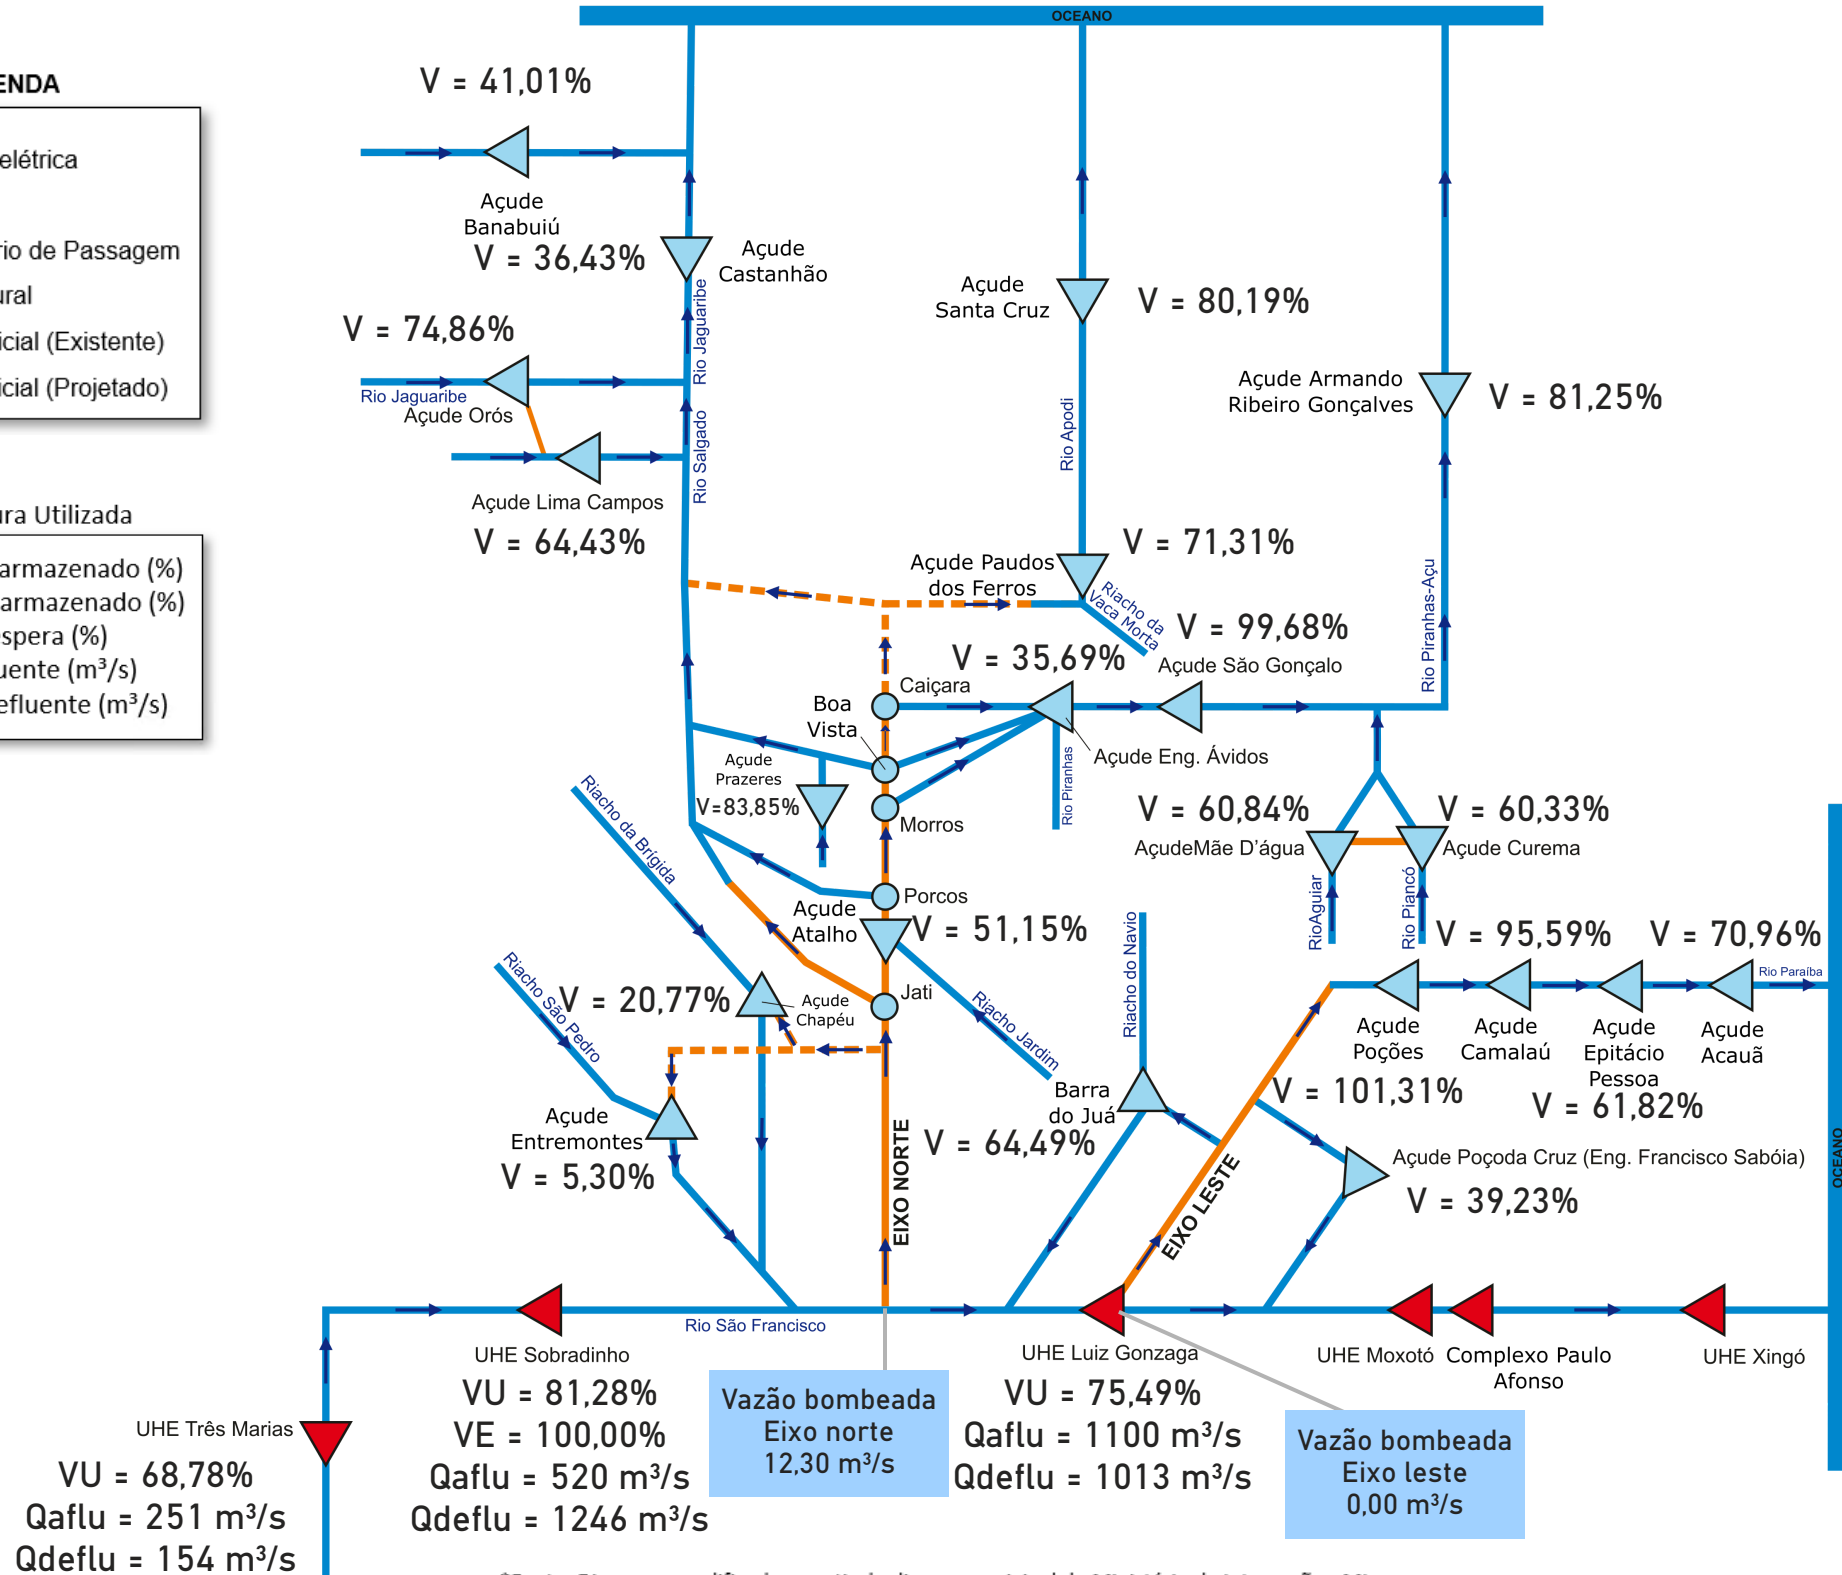 OCEANO
ENDA
elétrica
rio de Passagem
ural
icial (Existente)
icial (Projetado)
ura Utilizada
armazenado (%)
armazenado (%)
espera (%)
luente (m³/s)
efluente (m³/s)
V = 41,01%
Açude
Banabuiú
V = 36,43%
Açude
Castanhão
V = 74,86%
Rio Jaguaribe
Açude Orós
Rio Jaguaribe
Rio Salgado
Açude Lima Campos
V = 64,43%
Açude
Santa Cruz
V = 80,19%
Rio Apodi
Açude Armando
Ribeiro Gonçalves
V = 81,25%
Açude Paudos
dos Ferros
V = 71,31%
Riacho da
Vaca Morta
V = 99,68%
Açude São Gonçalo
V = 35,69%
Rio Piranhas-Açu
Caiçara
Boa
Vista
Açude Eng. Ávidos
Rio Piranhas
Açude
Prazeres
V=83,85%
Morros
Riacho da Brígida
V = 60,84%
AçudeMãe D'água
V = 60,33%
Açude Curema
RioAguiar
Rio Piancó
Porcos
Açude
Atalho
V = 51,15%
Riacho do Navio
V = 95,59%
V = 70,96%
Rio Paraíba
Riacho São Pedro
V = 20,77%
Açude
Chapéu
Jati
Riacho Jardim
Açude
Poções
Açude
Camalaú
Açude
Epitácio
Pessoa
Açude
Acauã
V = 101,31%
V = 61,82%
Barra
do Juá
V = 64,49%
Açude
Entremontes
V = 5,30%
EIXO NORTE
EIXO LESTE
Açude Poçoda Cruz (Eng. Francisco Sabóia)
V = 39,23%
OCEANO
Rio São Francisco
UHE Sobradinho
VU = 81,28%
VE = 100,00%
Qaflu = 520 m³/s
Qdeflu = 1246 m³/s
Vazão bombeada
Eixo norte
12,30 m³/s
UHE Luiz Gonzaga
VU = 75,49%
Qaflu = 1100 m³/s
Qdeflu = 1013 m³/s
Vazão bombeada
Eixo leste
0,00 m³/s
UHE Moxotó
Complexo Paulo
Afonso
UHE Xingó
UHE Três Marias
VU = 68,78%
Qaflu = 251 m³/s
Qdeflu = 154 m³/s